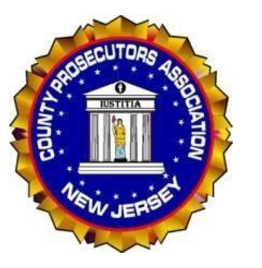 COUNTY PROSECUTORS ASSOCIATION
IUSTITIA
NEW JERSEY